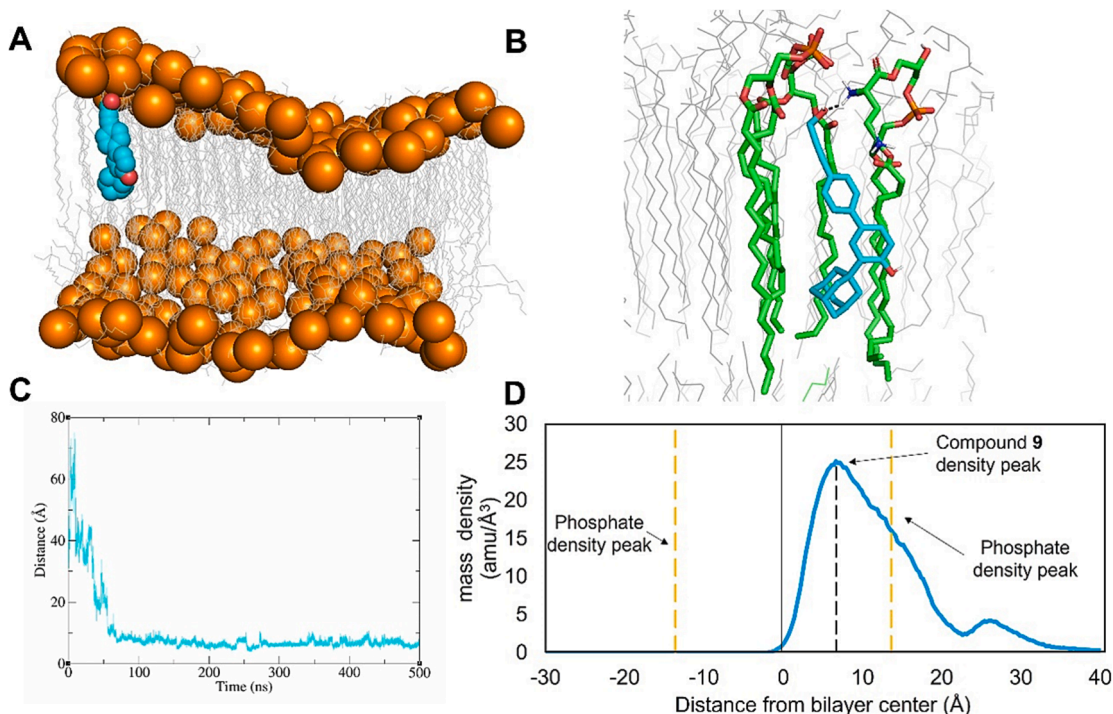 A
B
C
80
60
40
20
0
Distance (Å)
0
100
200
300
400
500
Time (ns)
D
30
25
20
15
10
5
0
mass density
(amu/Å³)
Phosphate
density peak
Compound 9
density peak
Phosphate
density peak
-30
-20
-10
0
10
20
30
40
Distance from bilayer center (Å)